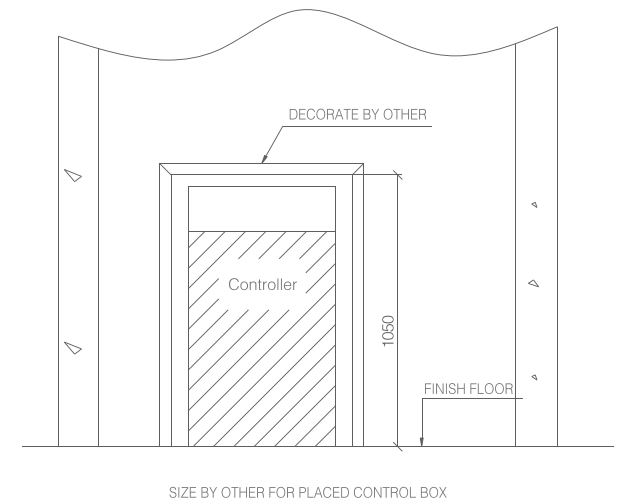 DECORATE BY OTHER
Controller
1050
FINISH FLOOR
SIZE BY OTHER FOR PLACED CONTROL BOX